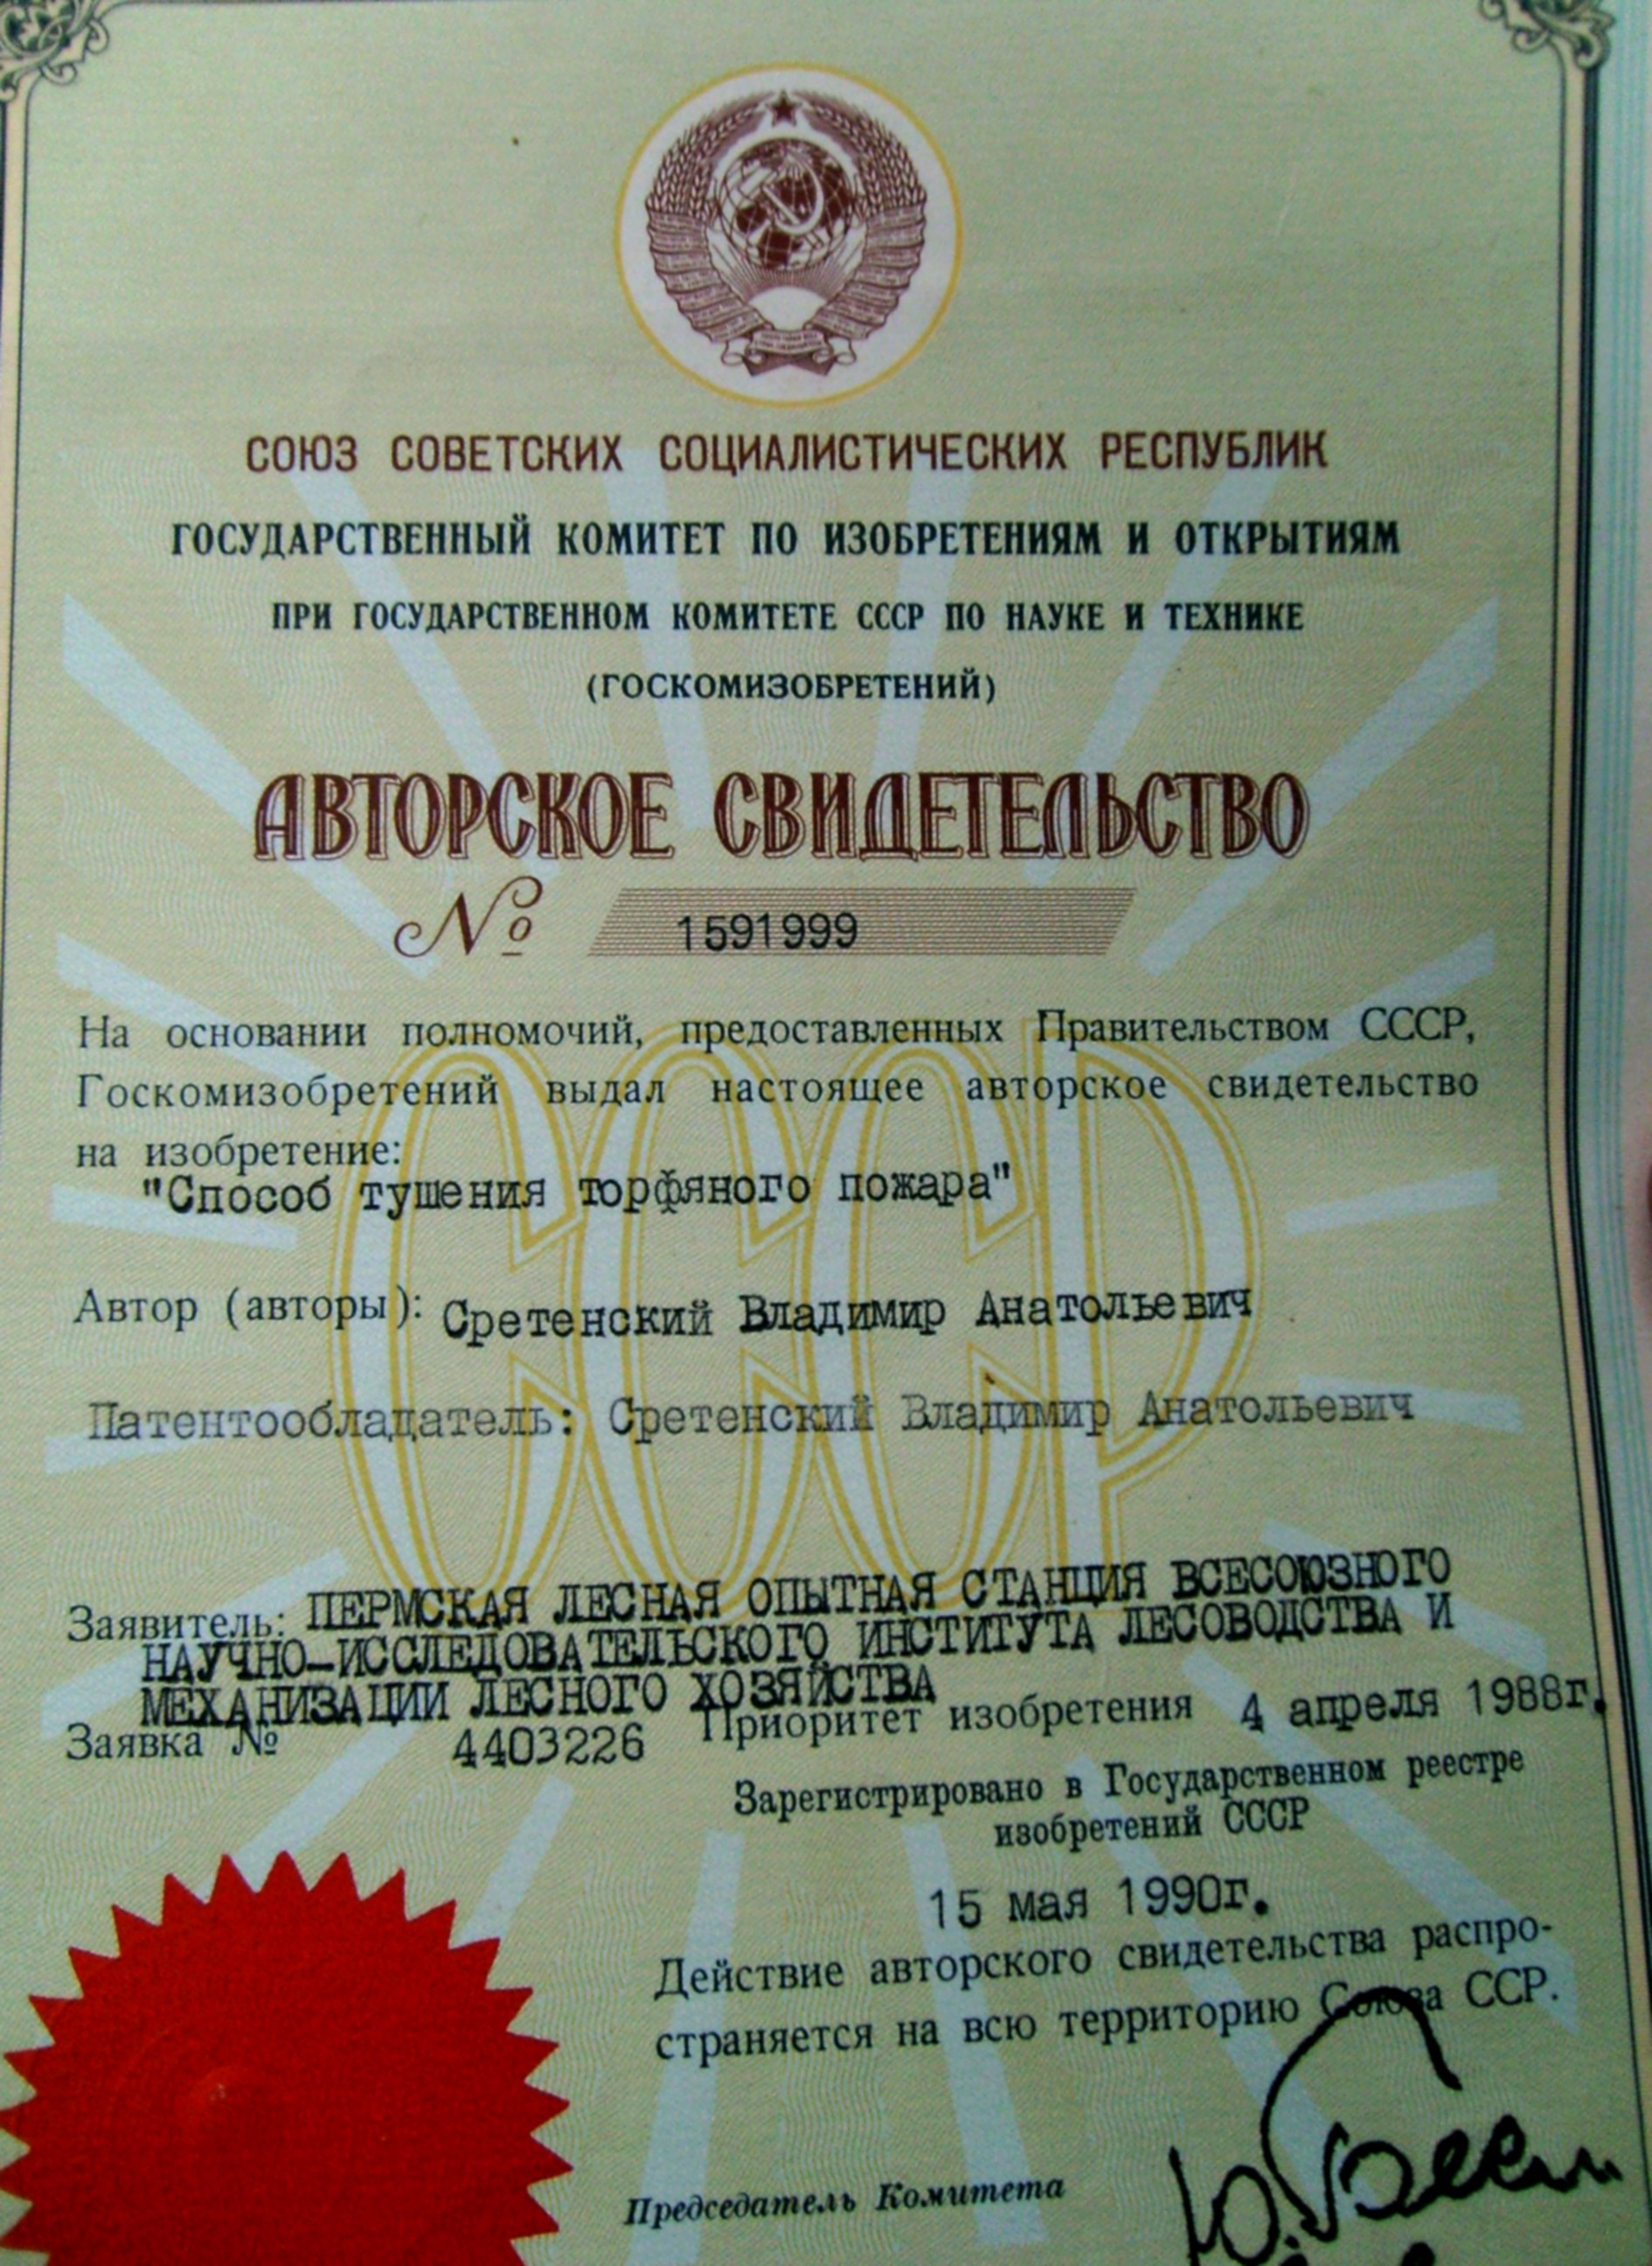 СОЮЗ СОВЕТСКИХ СОЦИАЛИСТИЧЕСКИХ РЕСПУБЛИК
ГОСУДАРСТВЕННЫЙ КОМИТЕТ ПО ИЗОБРЕТЕНИЯМ И ОТКРЫТИЯМ
ПРИ ГОСУДАРСТВЕННОМ КОМИТЕТЕ СССР ПО НАУКЕ И ТЕХНИКЕ
(ГОСКОМИЗОБРЕТЕНИЙ)
АВТОРСКОЕ СВИДЕТЕЛЬСТВО
№ 1591999
На основании полномочий, предоставленных Правительством СССР,
Госкомизобретений выдал настоящее авторское свидетельство
на изобретение:
"Способ тушения торфяного пожара"
СССР
Автор (авторы): Сретенский Владимир Анатольевич
Патентообладатель: Сретенский Владимир Анатольевич
Заявитель: ПЕРМСКАЯ ЛЕСНАЯ ОПЫТНАЯ СТАНЦИЯ ВСЕСОЮЗНОГО
НАУЧНО-ИССЛЕДОВАТЕЛЬСКОГО ИНСТИТУТА ЛЕСОВОДСТВА И
МЕХАНИЗАЦИИ ЛЕСНОГО ХОЗЯЙСТВА
Заявка № 4403226 Приоритет изобретения 4 апреля 1988г.
Зарегистрировано в Государственном реестре
изобретений СССР
15 мая 1990г.
Действие авторского свидетельства распро-
страняется на всю территорию Союза ССР.
Председатель Комитета